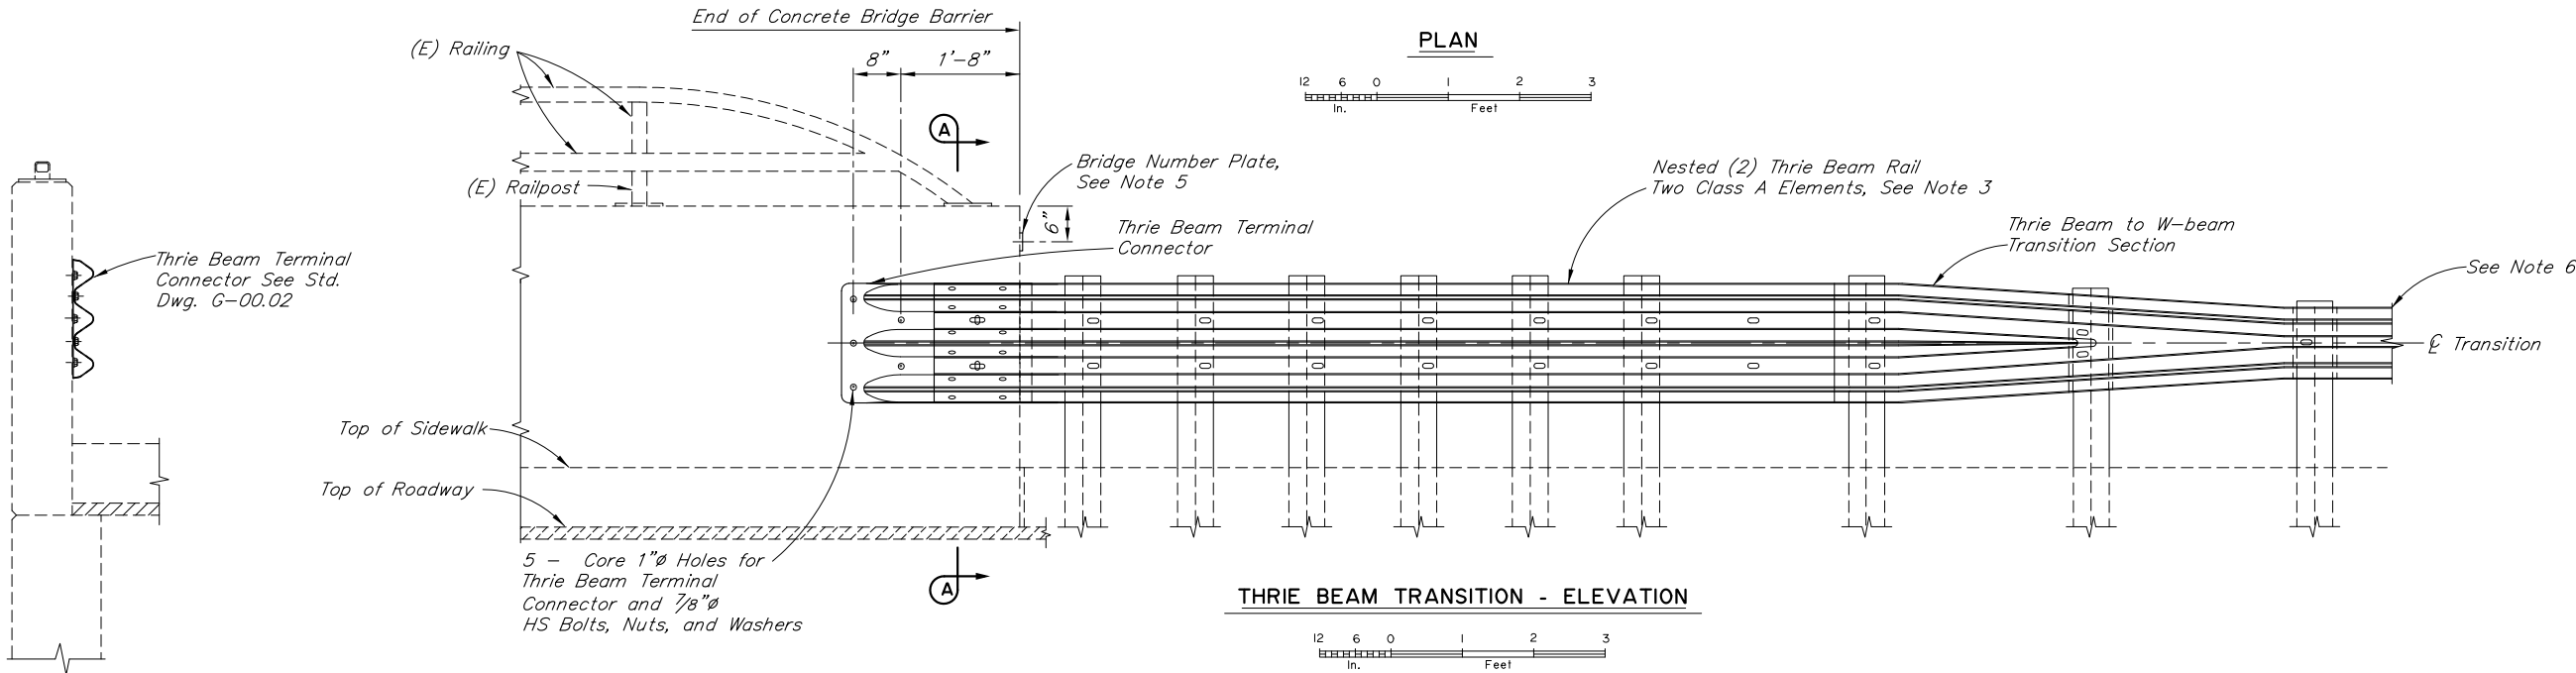 End of Concrete Bridge Barrier
PLAN
(E) Railing
8"
1'-8"
12 6 0 1 2 3
In. Feet
A
Bridge Number Plate,
See Note 5
Nested (2) Thrie Beam Rail
Two Class A Elements, See Note 3
(E) Railpost
6"
Thrie Beam Terminal
Connector
Thrie Beam to W-beam
Transition Section
See Note 6
Thrie Beam Terminal
Connector See Std.
Dwg. G-00.02
℄ Transition
Top of Sidewalk
Top of Roadway
5 - Core 1"ø Holes for
Thrie Beam Terminal
Connector and 7/8"ø
HS Bolts, Nuts, and Washers
A
THRIE BEAM TRANSITION - ELEVATION
12 6 0 1 2 3
In. Feet